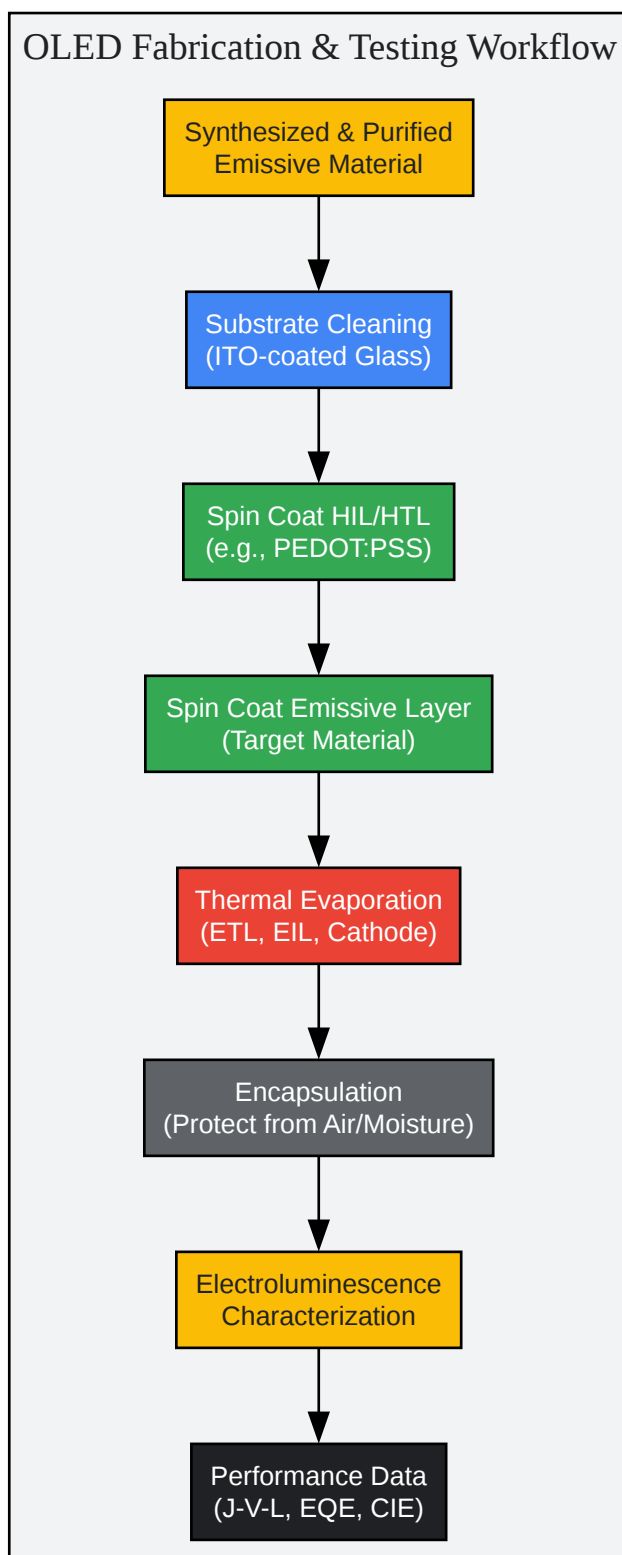 OLED Fabrication & Testing Workflow
Synthesized & Purified
Emissive Material
Substrate Cleaning
(ITO-coated Glass)
Spin Coat HIL/HTL
(e.g., PEDOT:PSS)
Spin Coat Emissive Layer
(Target Material)
Thermal Evaporation
(ETL, EIL, Cathode)
Encapsulation
(Protect from Air/Moisture)
Electroluminescence
Characterization
Performance Data
(J-V-L, EQE, CIE)